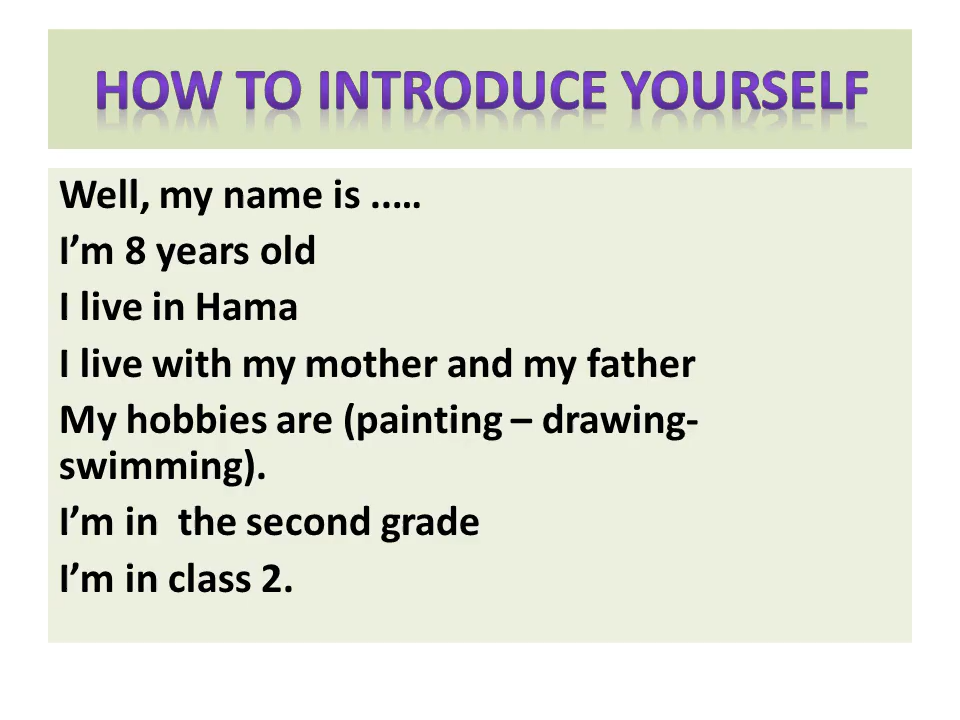 HOW TO INTRODUCE YOURSELF
Well, my name is .....
I’m 8 years old
I live in Hama
I live with my mother and my father
My hobbies are (painting – drawing-
swimming).
I’m in  the second grade
I’m in class 2.